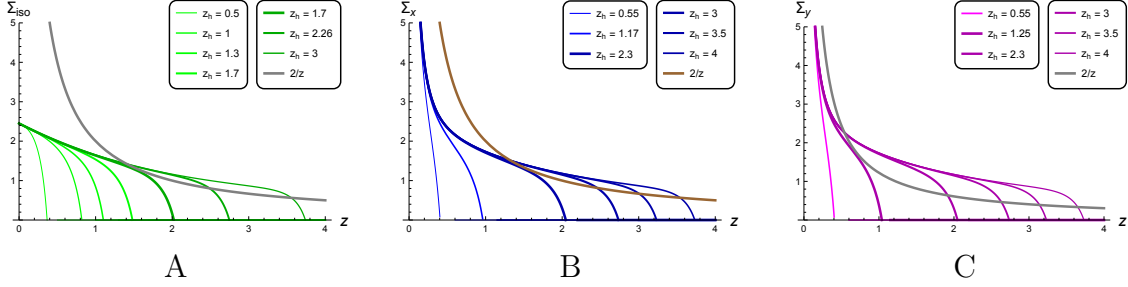 Σiso
5
4
3
2
1
0 1 2 3 4
z
zh = 0.5
zh = 1
zh = 1.3
zh = 1.7
zh = 1.7
zh = 2.26
zh = 3
2/z
A
Σx
5
4
3
2
1
0 1 2 3 4
z
zh = 0.55
zh = 1.17
zh = 2.3
zh = 3
zh = 3.5
zh = 4
2/z
B
Σy
5
4
3
2
1
0 1 2 3 4
z
zh = 0.55
zh = 1.25
zh = 2.3
zh = 3
zh = 3.5
zh = 4
2/z
C